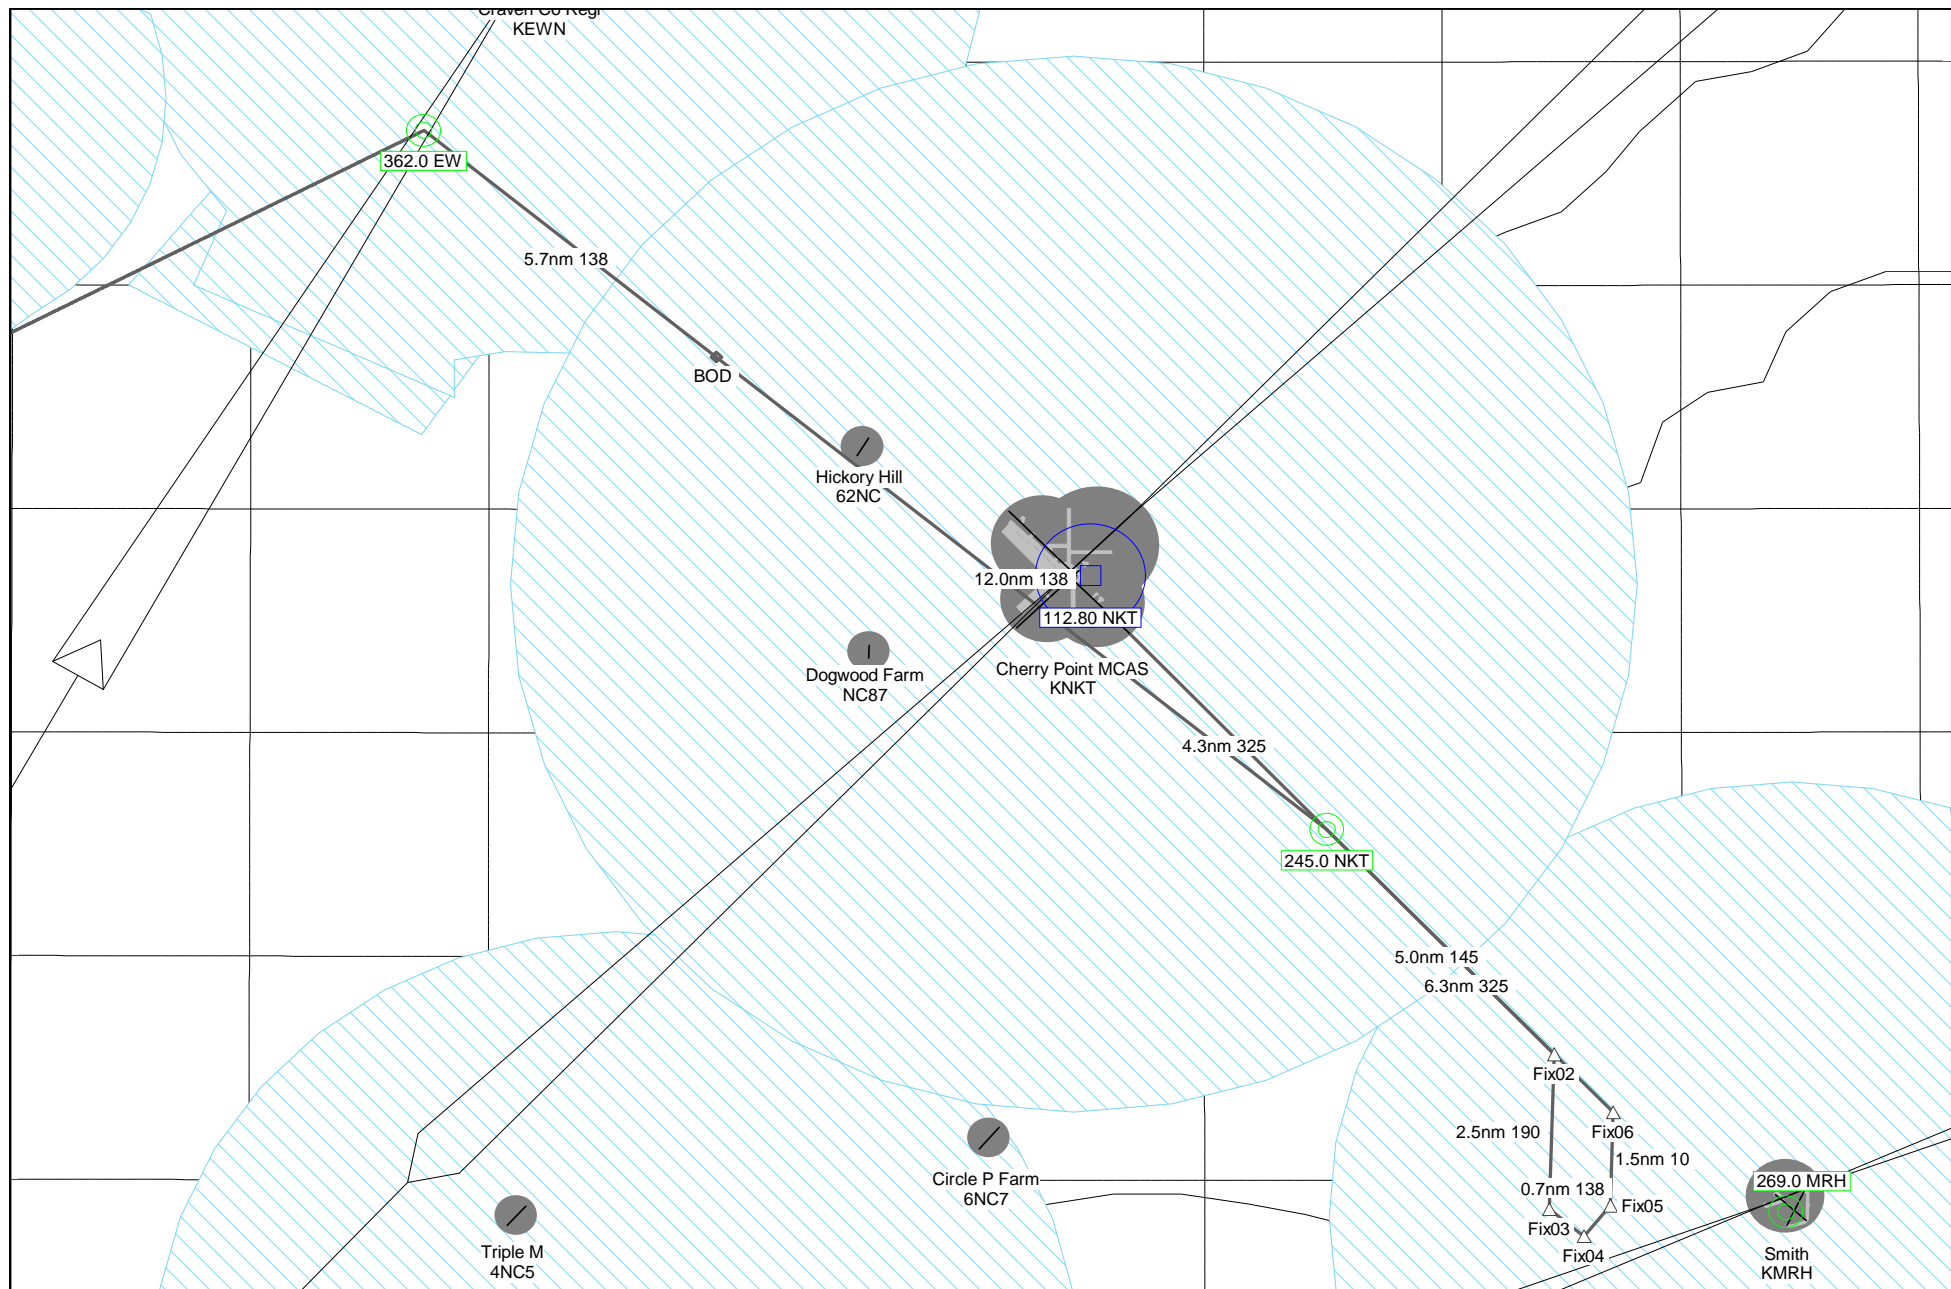 Craven Co Regl
KEWN
362.0 EW
5.7nm 138
BOD
Hickory Hill
62NC
12.0nm 138
112.80 NKT
Cherry Point MCAS
KNKT
Dogwood Farm
NC87
4.3nm 325
245.0 NKT
5.0nm 145
6.3nm 325
Fix02
2.5nm 190
Fix06
1.5nm 10
0.7nm 138
Fix03
Fix05
Fix04
269.0 MRH
Smith
KMRH
Circle P Farm
6NC7
Triple M
4NC5